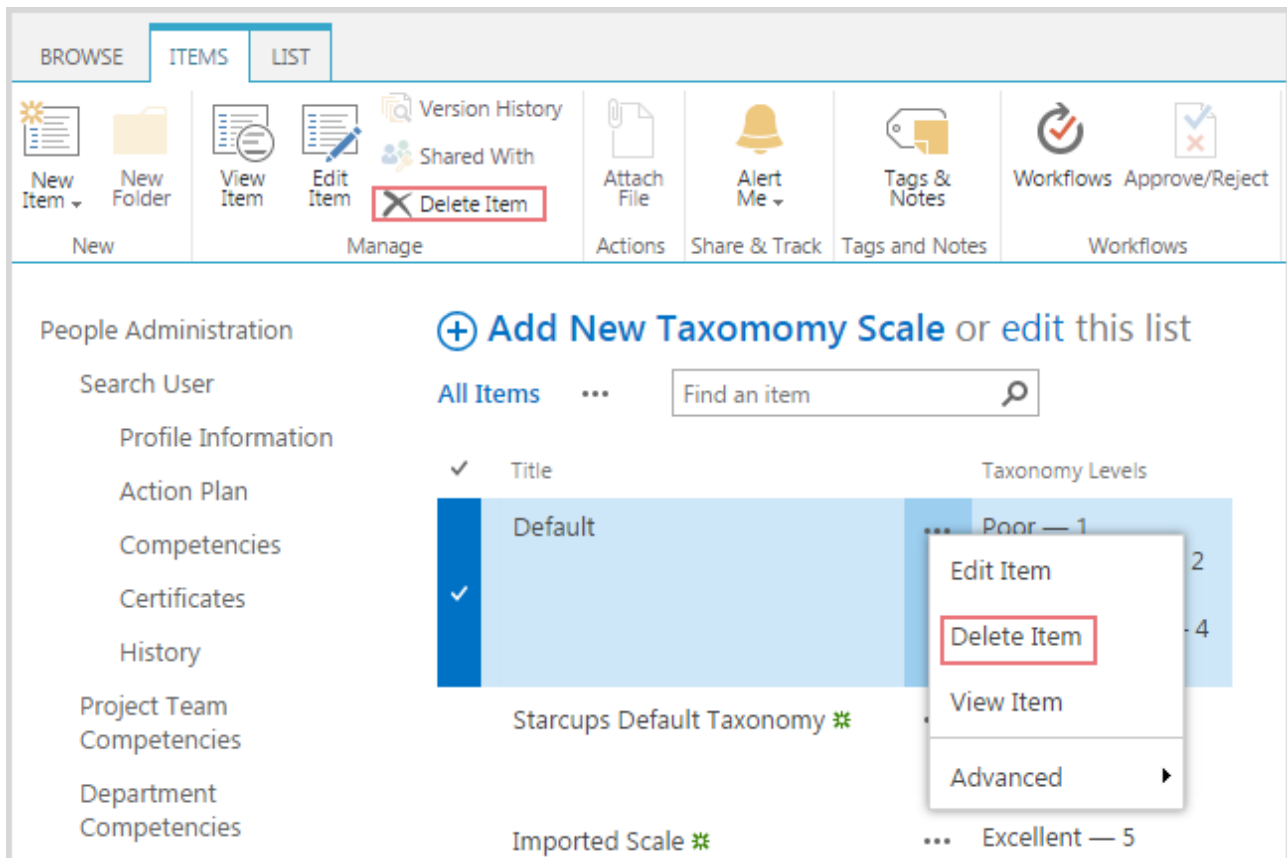 BROWSE ITEMS LIST
New Item
New Folder
View Item
Edit Item
Version History
Shared With
Delete Item
Attach File
Alert Me
Tags & Notes
Workflows
Approve/Reject
New
Manage
Actions
Share & Track
Tags and Notes
Workflows
People Administration
Search User
Profile Information
Action Plan
Competencies
Certificates
History
Project Team
Competencies
Department
Competencies
Add New Taxomomy Scale or edit this list
All Items ••• Find an item
Title Taxonomy Levels
Default ••• Poor — 1
2
4
Edit Item
Delete Item
View Item
Advanced
Starcups Default Taxonomy
Imported Scale ••• Excellent — 5